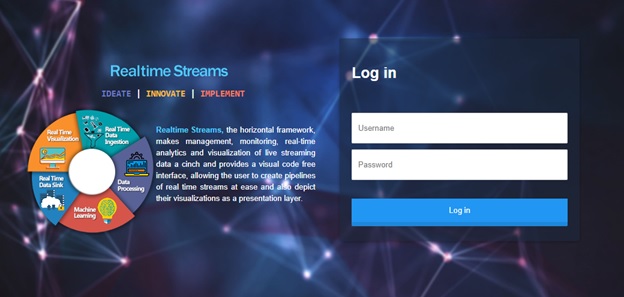 Realtime Streams
IDEATE | INNOVATE | IMPLEMENT
Real Time
Visualization
Real Time
Data
Ingestion
Data
Processing
Machine
Learning
Real Time
Data Sink
Realtime Streams, the horizontal framework,
makes management, monitoring, real-time
analytics and visualization of live streaming
data a cinch and provides a visual code free
interface, allowing the user to create pipelines
of real time streams at ease and also depict
their visualizations as a presentation layer.
Log in
Username
Password
Log in